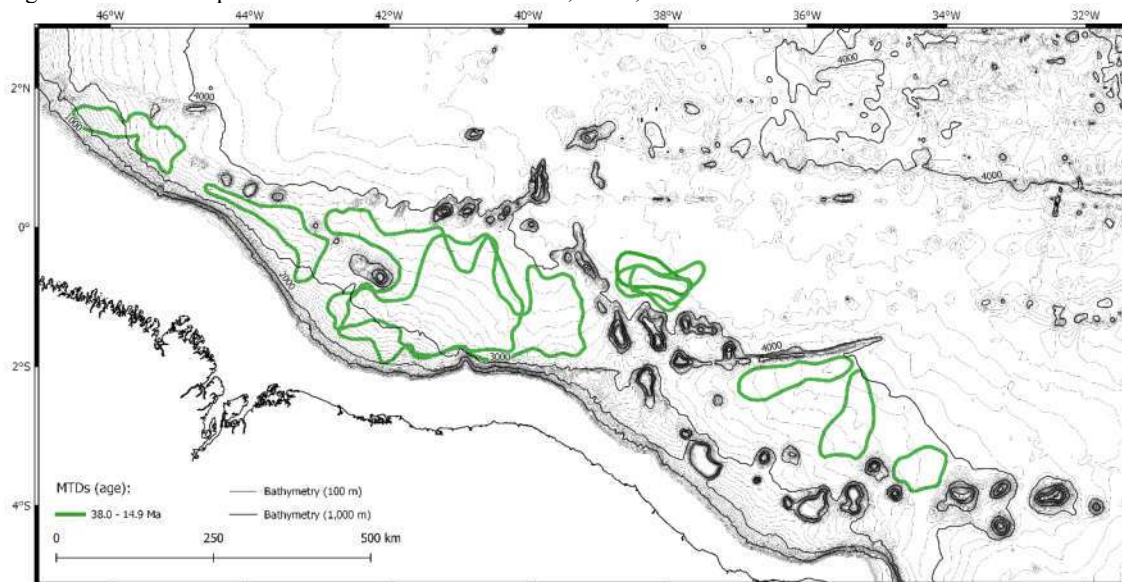 46°W 44°W 42°W 40°W 38°W 36°W 34°W 32°W
4000
4000
2°N
1000
4000
0°
2000
4000
2°S
3000
4°S
MTDs (age):
38.0 - 14.9 Ma
Bathymetry (100 m)
Bathymetry (1,000 m)
0 250 500 km